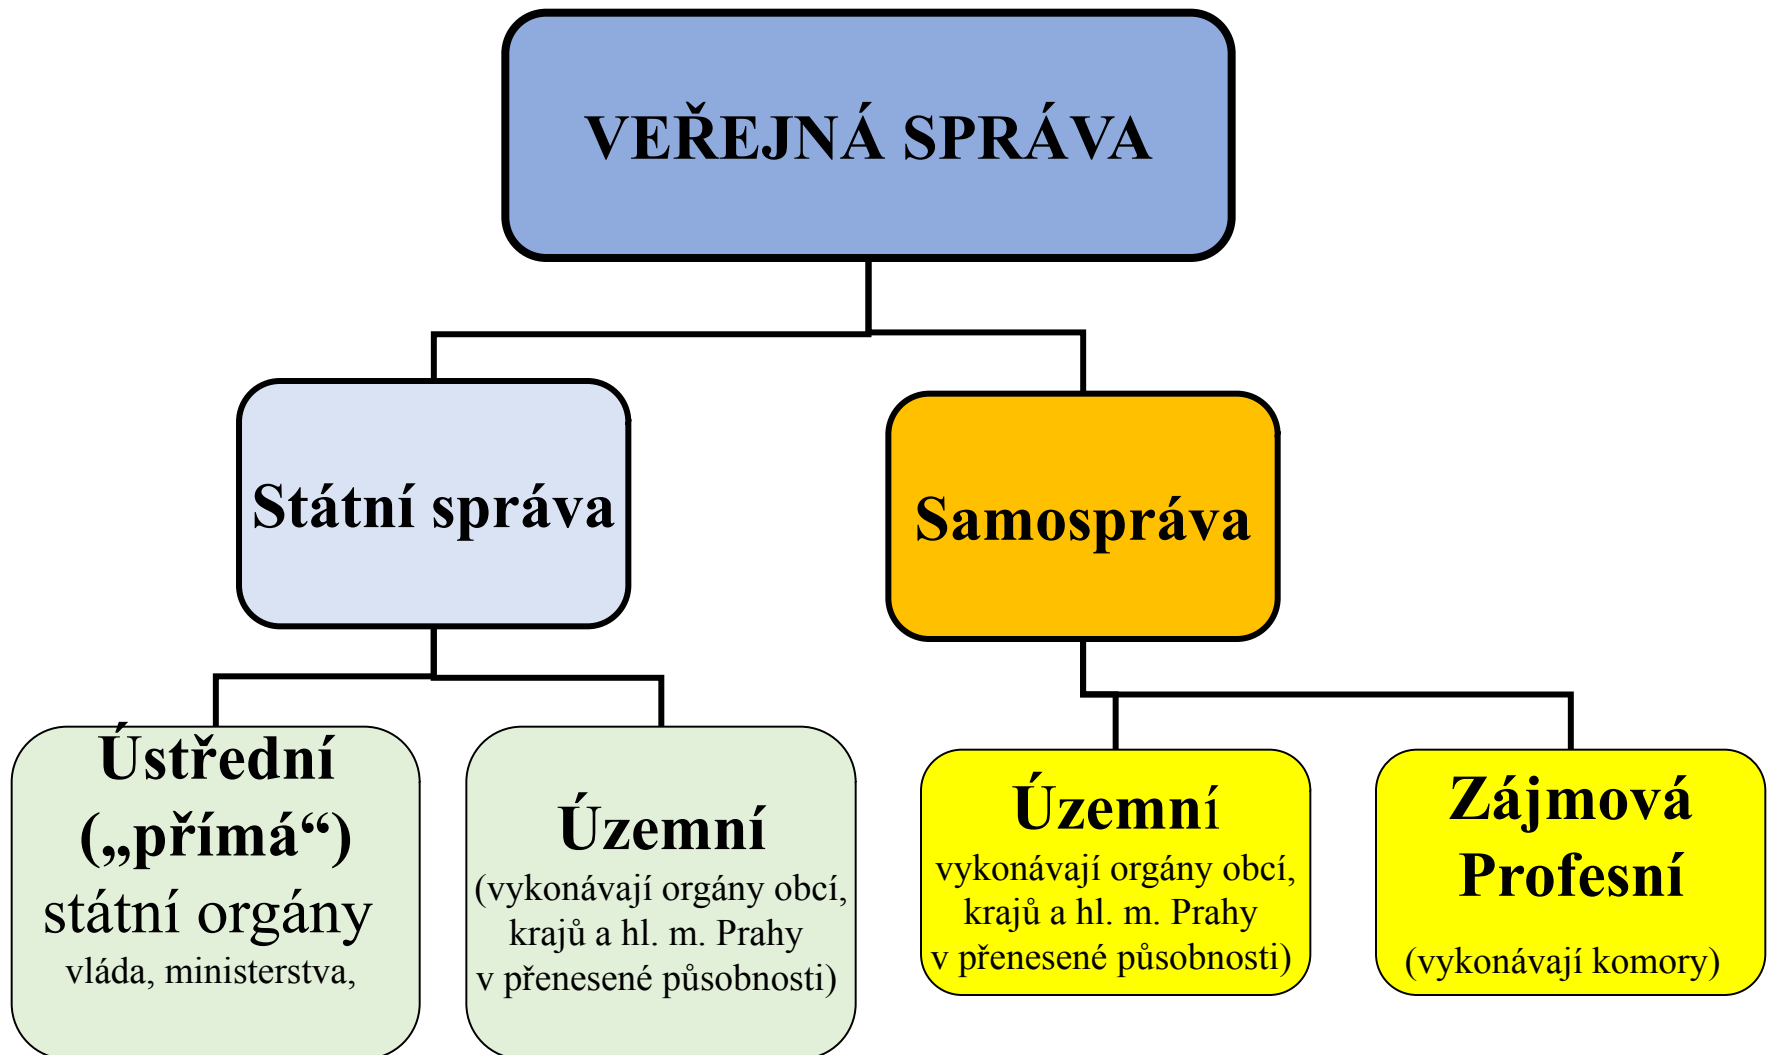 VEŘEJNÁ SPRÁVA
Státní správa
Samospráva
Ústřední
(„přímá“)
státní orgány
vláda, ministerstva,
Územní
(vykonávají orgány obcí,
krajů a hl. m. Prahy
v přenesené působnosti)
Územní
vykonávají orgány obcí,
krajů a hl. m. Prahy
v přenesené působnosti)
Zájmová
Profesní
(vykonávají komory)